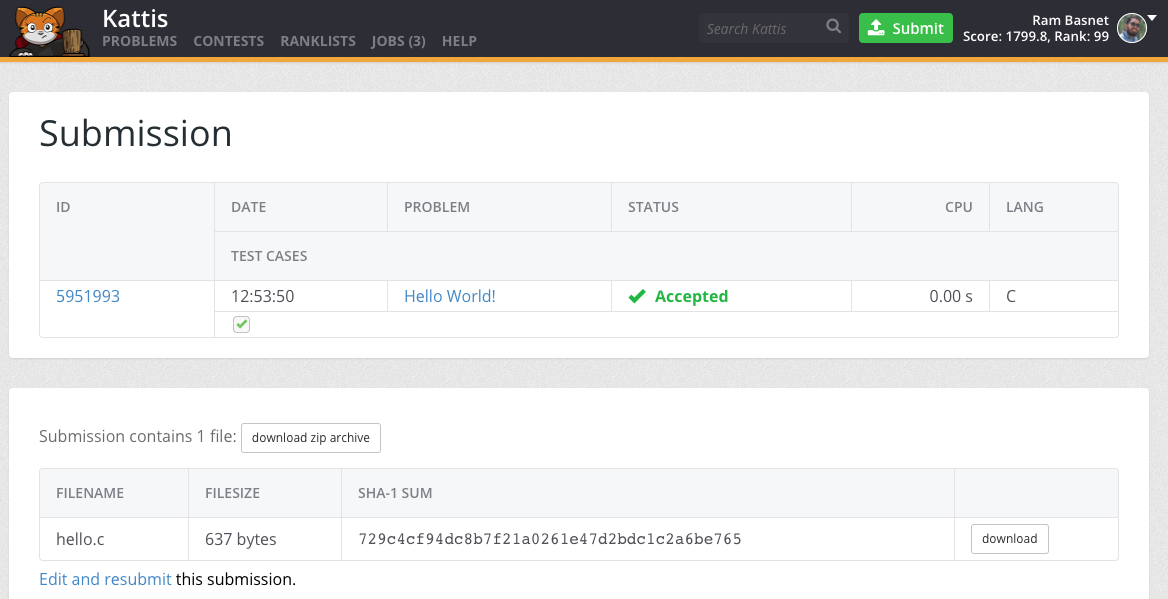 Kattis
PROBLEMS CONTESTS RANKLISTS JOBS (3) HELP
Search Kattis
Submit
Ram Basnet
Score: 1799.8, Rank: 99
Submission
ID DATE PROBLEM STATUS CPU LANG
TEST CASES
5951993 12:53:50 Hello World! Accepted 0.00 s C
Submission contains 1 file: download zip archive
FILENAME FILESIZE SHA-1 SUM
hello.c 637 bytes 729c4cf94dc8b7f21a0261e47d2bdc1c2a6be765 download
Edit and resubmit this submission.